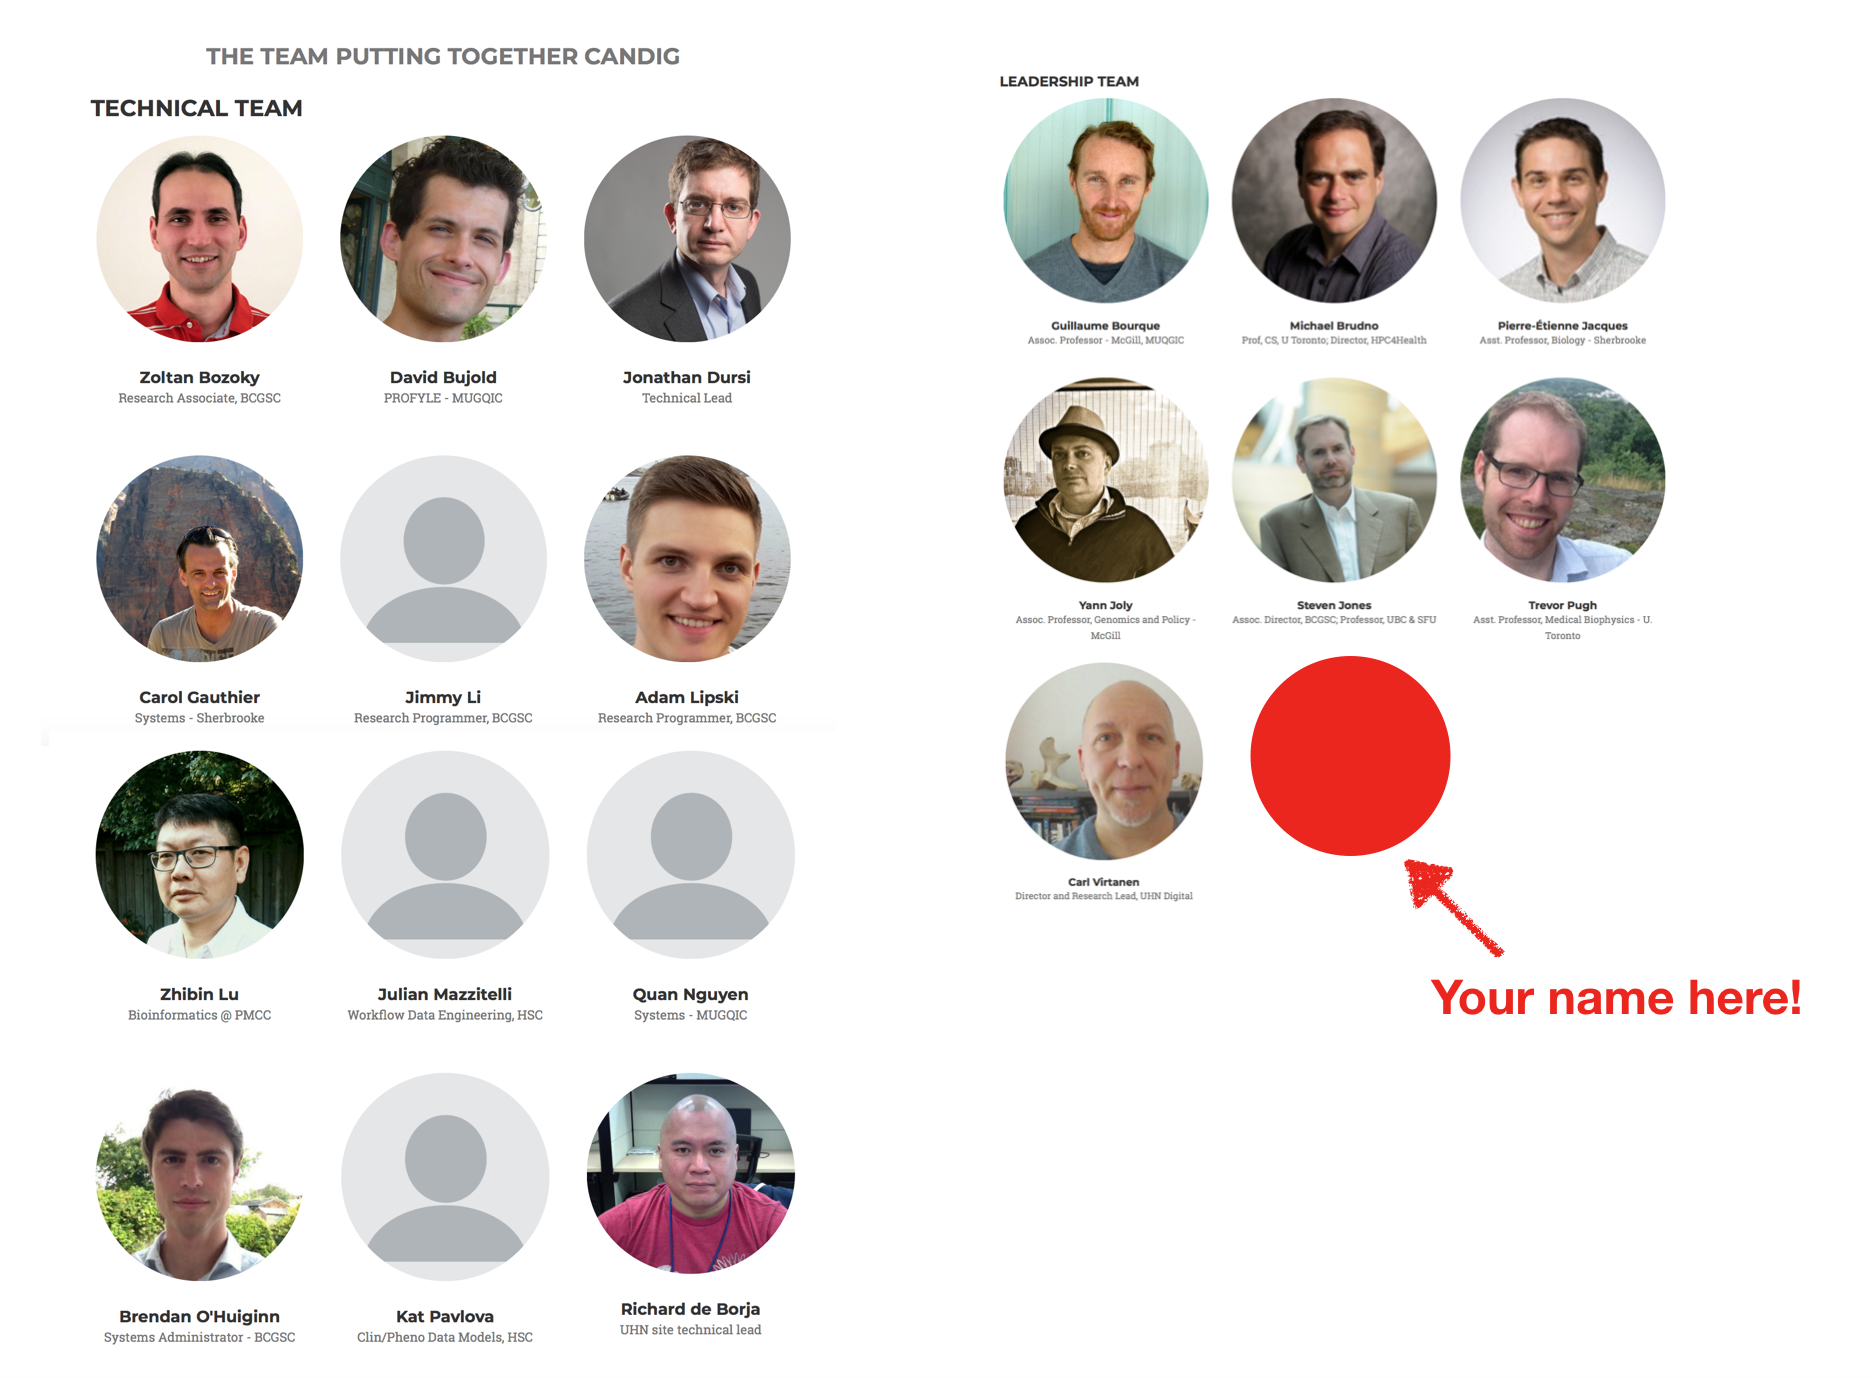 THE TEAM PUTTING TOGETHER CANDIG
TECHNICAL TEAM
Zoltan Bozoky
Research Associate, BCGSC
David Bujold
PROFYLE - MUGQIC
Jonathan Dursi
Technical Lead
Carol Gauthier
Systems - Sherbrooke
Jimmy Li
Research Programmer, BCGSC
Adam Lipski
Research Programmer, BCGSC
Zhibin Lu
Bioinformatics @ PMCC
Julian Mazzitelli
Workflow Data Engineering, HSC
Quan Nguyen
Systems - MUGQIC
Brendan O'Huiginn
Systems Administrator - BCGSC
Kat Pavlova
Clin/Pheno Data Models, HSC
Richard de Borja
UHN site technical lead
LEADERSHIP TEAM
Guillaume Bourque
Assoc. Professor - McGill, MUQGIC
Michael Brudno
Prof, CS, U Toronto; Director, HPC4Health
Pierre-Étienne Jacques
Asst. Professor, Biology - Sherbrooke
Yann Joly
Assoc. Professor, Genomics and Policy -
McGill
Steven Jones
Assoc. Director, BCGSC; Professor, UBC & SFU
Trevor Pugh
Asst. Professor, Medical Biophysics - U.
Toronto
Carl Virtanen
Director and Research Lead, UHN Digital
Your name here!